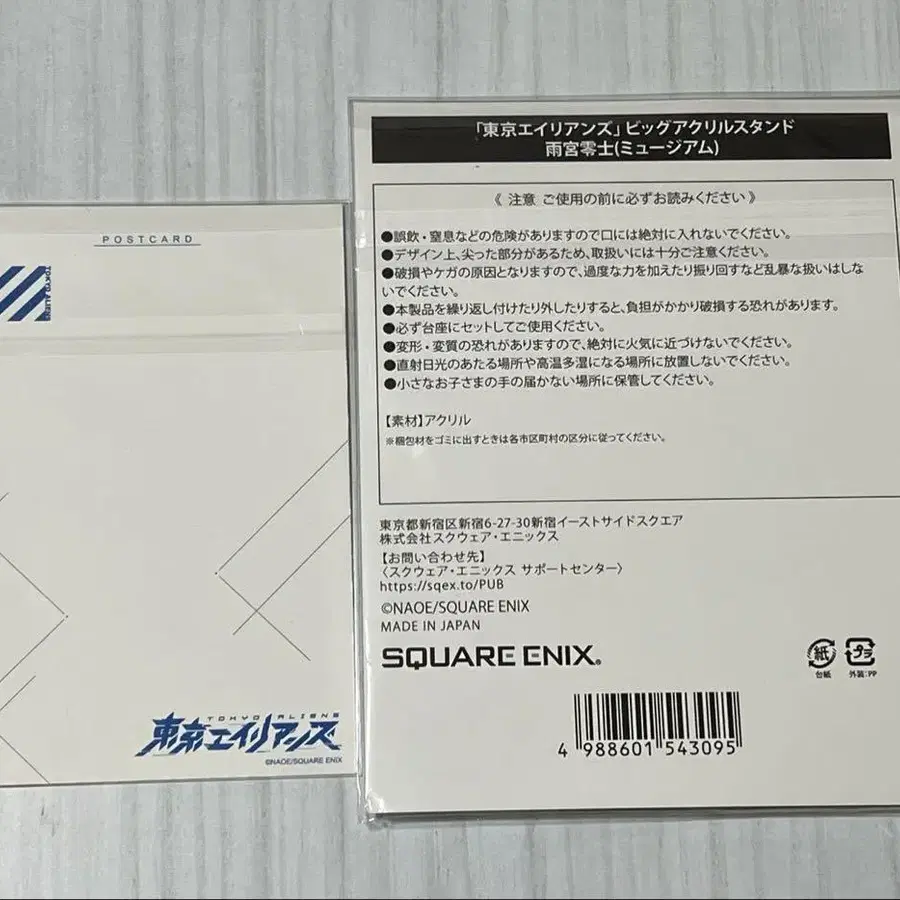 POSTCARD
TOKYO ALIENS
TOKYO ALIENS
東京エイリアンズ
©NAOE/SQUARE ENIX
「東京エイリアンズ」ビッグアクリルスタンド
雨宮零士(ミュージアム)
《 注意 ご使用の前に必ずお読みください 》
●誤飲・窒息などの危険がありますので口には絶対に入れないでください。
●デザイン上、尖った部分があるため、取扱いには十分ご注意ください。
●破損やケガの原因となりますので、過度な力を加えたり振り回すなど乱暴な扱いはしな
いでください。
●本製品を繰り返し付けたり外したりすると、負担がかかり破損する恐れがあります。
●必ず台座にセットしてご使用ください。
●変形・変質の恐れがありますので、絶対に火気に近づけないでください。
●直射日光のあたる場所や高温多湿になる場所に放置しないでください。
●小さなお子さまの手の届かない場所に保管してください。
【素材】アクリル
※梱包材をゴミに出すときは各市区町村の区分に従ってください。
東京都新宿区新宿6-27-30新宿イーストサイドスクエア
株式会社スクウェア・エニックス
【お問い合わせ先】
〈スクウェア・エニックス サポートセンター〉
https://sqex.to/PUB
©NAOE/SQUARE ENIX
MADE IN JAPAN
SQUARE ENIX®
紙 プラ
台紙 外装:PP
4 988601 543095